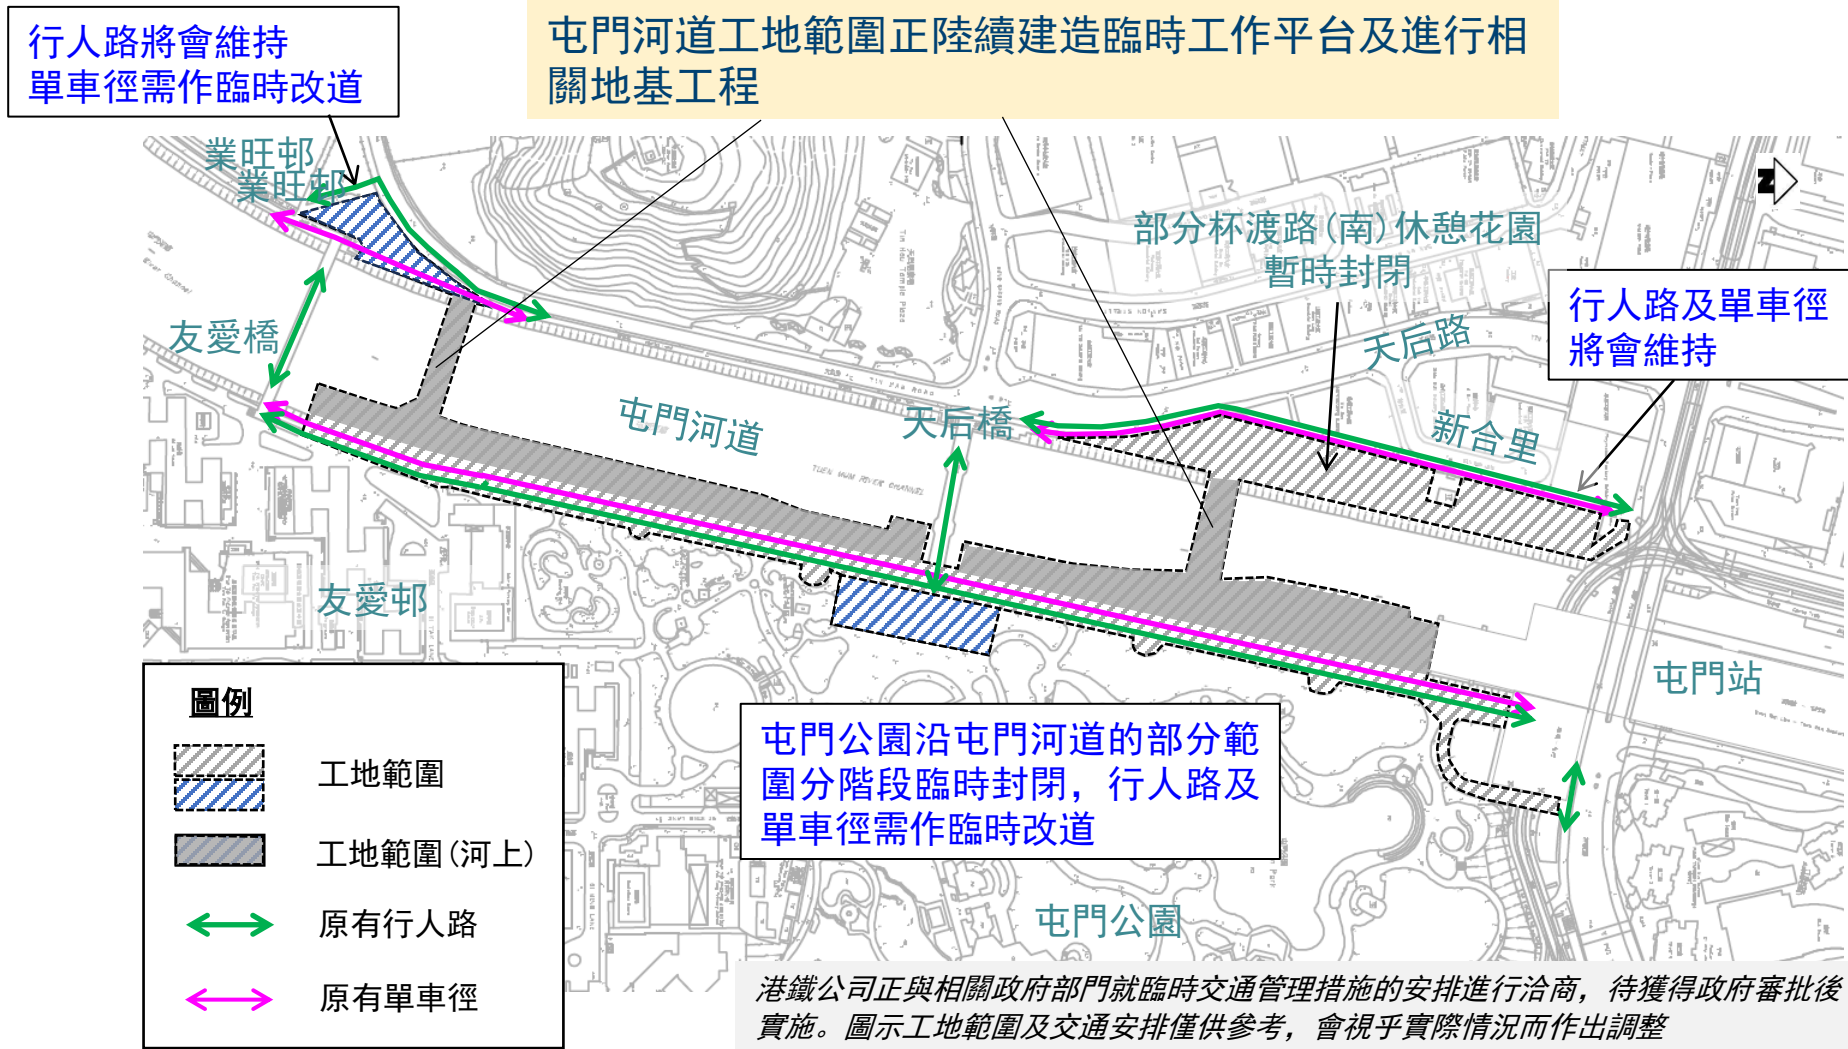 行人路將會維持
單車徑需作臨時改道
屯門河道工地範圍正陸續建造臨時工作平台及進行相
關地基工程
業旺邨
業旺邨
部分杯渡路(南)休憩花園
暫時封閉
N
行人路及單車徑
將會維持
天后路
友愛橋
TIN HAU ROAD
屯門河道
天后橋
新合里
TUEN MUN RIVER CHANNEL
友愛邨
屯門站
圖例
工地範圍
工地範圍(河上)
原有行人路
原有單車徑
屯門公園沿屯門河道的部分範
圍分階段臨時封閉，行人路及
單車徑需作臨時改道
屯門公園
港鐵公司正與相關政府部門就臨時交通管理措施的安排進行洽商，待獲得政府審批後
實施。圖示工地範圍及交通安排僅供參考，會視乎實際情況而作出調整